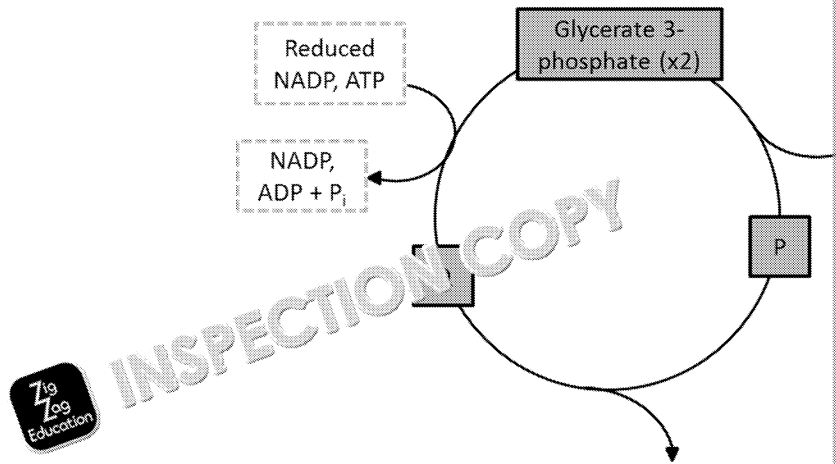 Reduced
NADP, ATP
Glycerate 3-
phosphate (x2)
NADP,
ADP + Pᵢ
P
INSPECTION COPY
Zig
Zag
Education